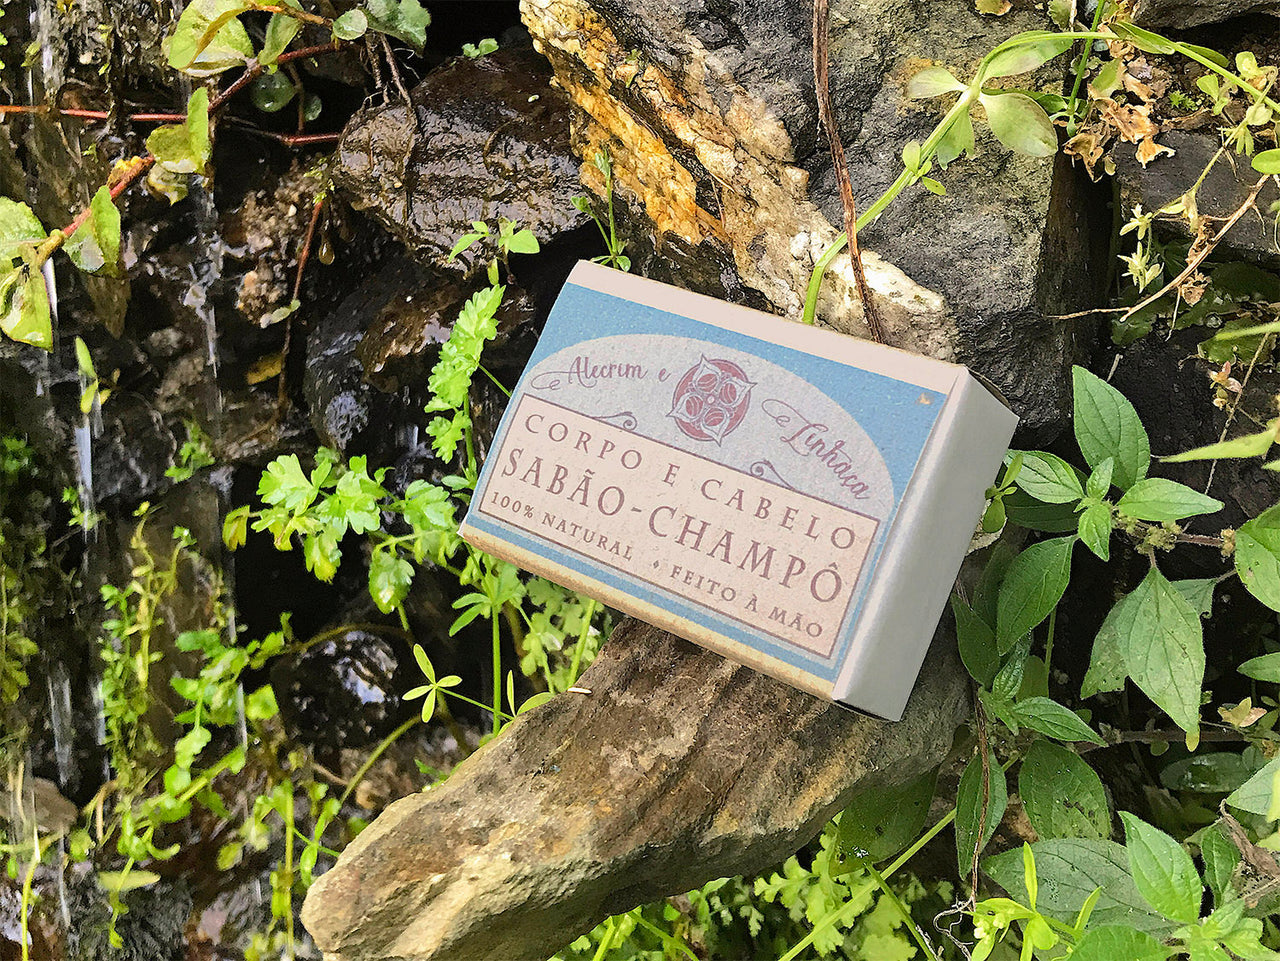 Alecrim e Linhaça
CORPO E CABELO
SABÃO-CHAMPÔ
100% NATURAL ♦ FEITO À MÃO